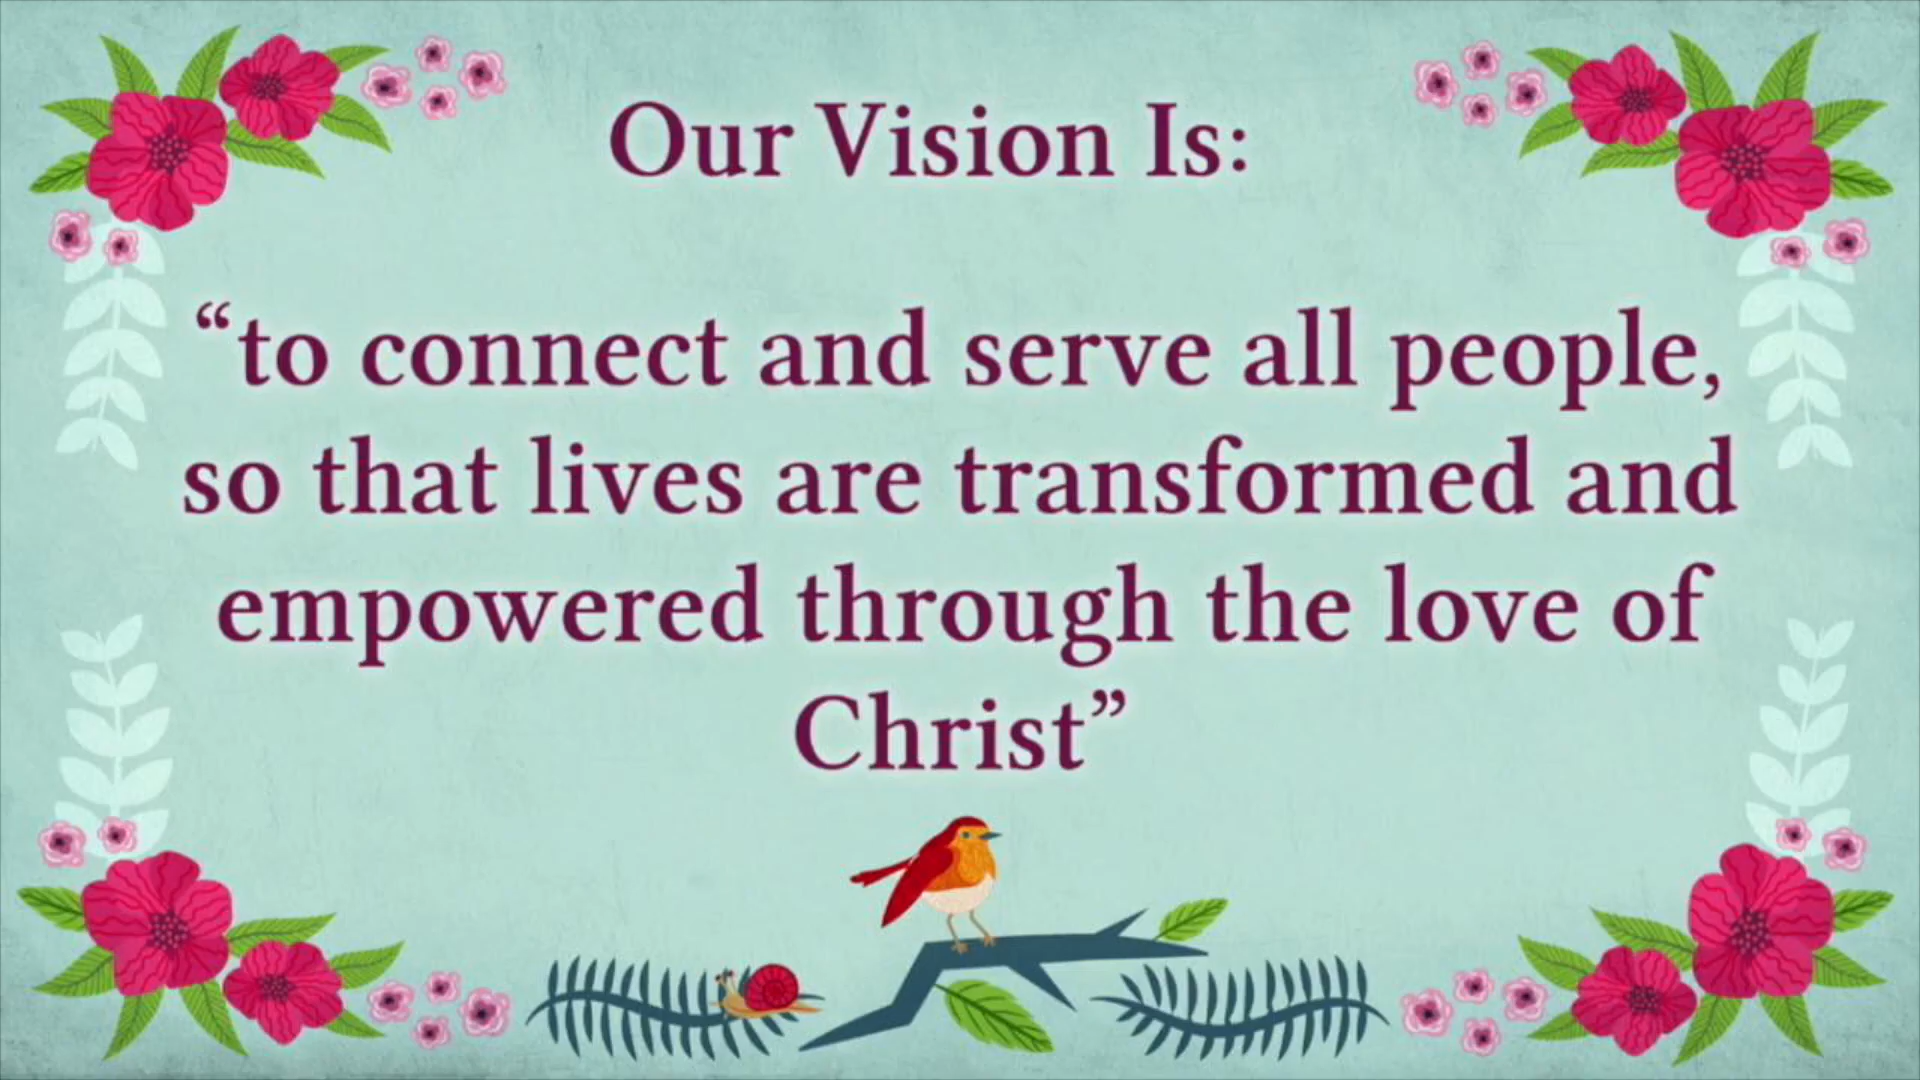 Our Vision Is:
“to connect and serve all people,
so that lives are transformed and
empowered through the love of
Christ”